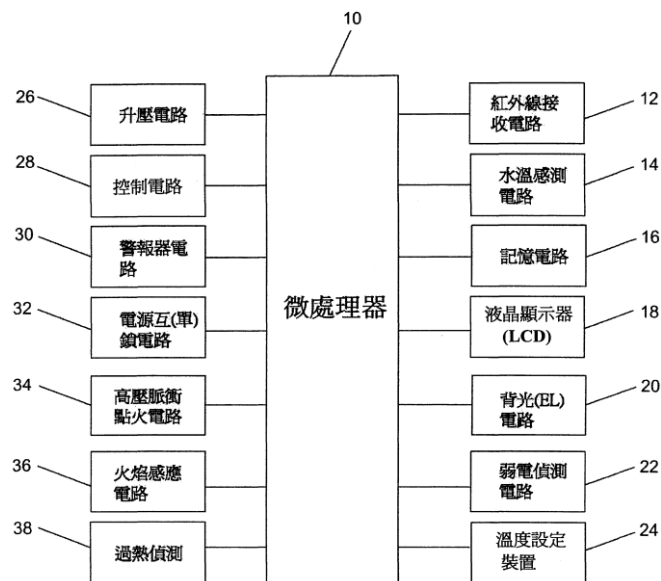 10
26
升壓電路
紅外線接
收電路
12
28
控制電路
水溫感測
電路
14
30
警報器電
路
記憶電路
16
32
電源互(單)
鎖電路
微處理器
液晶顯示器
(LCD)
18
34
高壓脈衝
點火電路
背光(EL)
電路
20
36
火焰感應
電路
弱電偵測
電路
22
38
過熱偵測
溫度設定
裝置
24